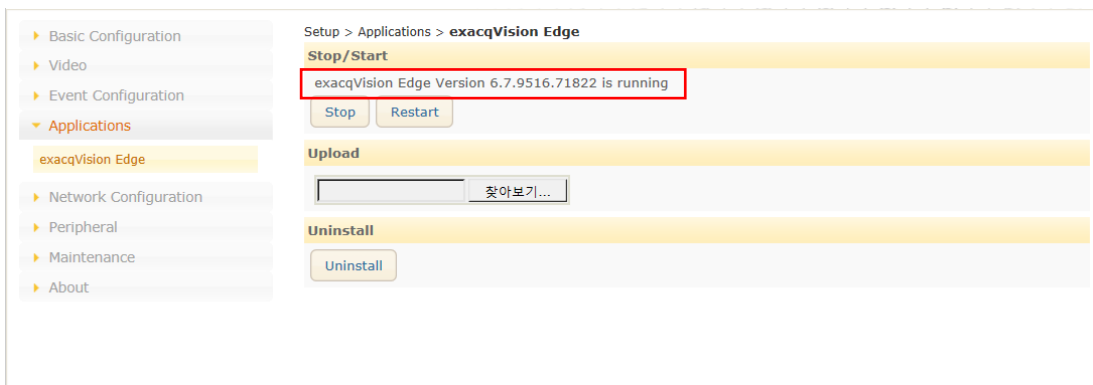 Basic Configuration
Video
Event Configuration
Applications
exacqVision Edge
Network Configuration
Peripheral
Maintenance
About
Setup > Applications > exacqVision Edge
Stop/Start
exacqVision Edge Version 6.7.9516.71822 is running
Stop Restart
Upload
찾아보기...
Uninstall
Uninstall